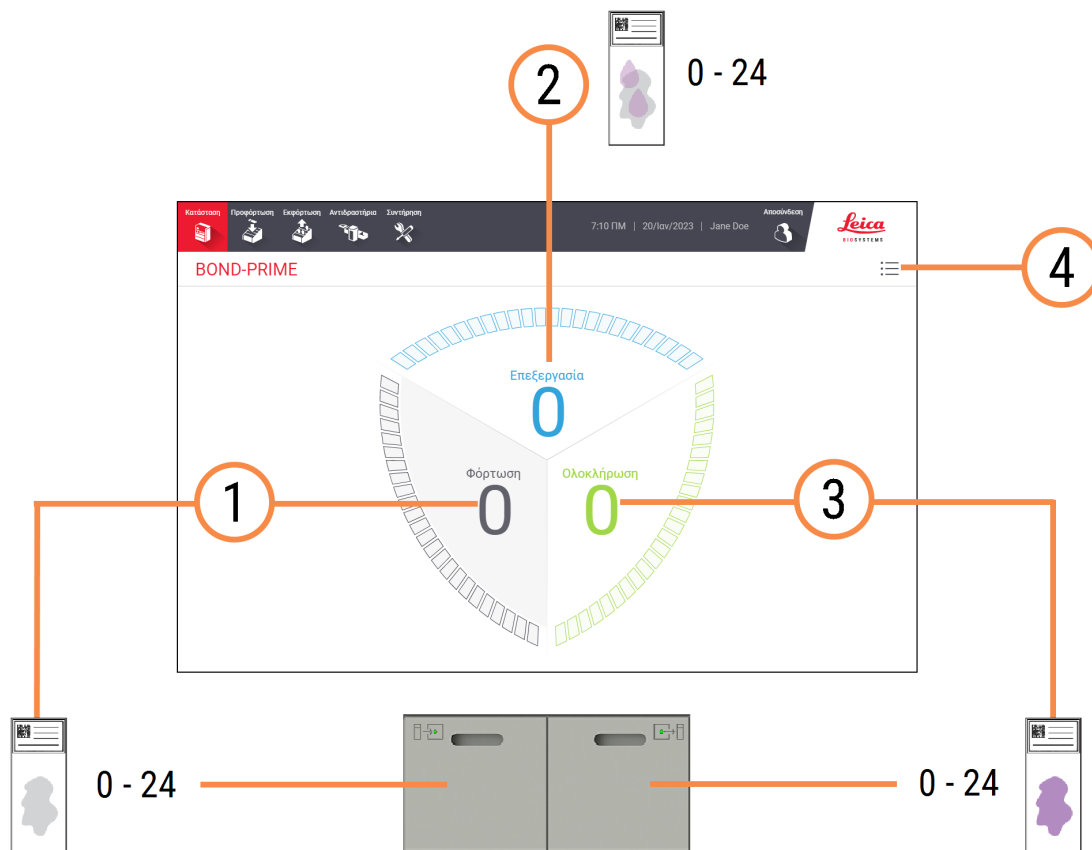 2
0 - 24
Κατάσταση
Προφόρτωση
Εκφόρτωση
Αντιδραστήρια
Συντήρηση
7:10 ΠΜ | 20/Ιαν/2023 | Jane Doe
Αποσύνδεση
Leica
BIOSYSTEMS
BOND-PRIME
4
Επεξεργασία
0
Φόρτωση
0
Ολοκλήρωση
0
1
3
0 - 24
0 - 24